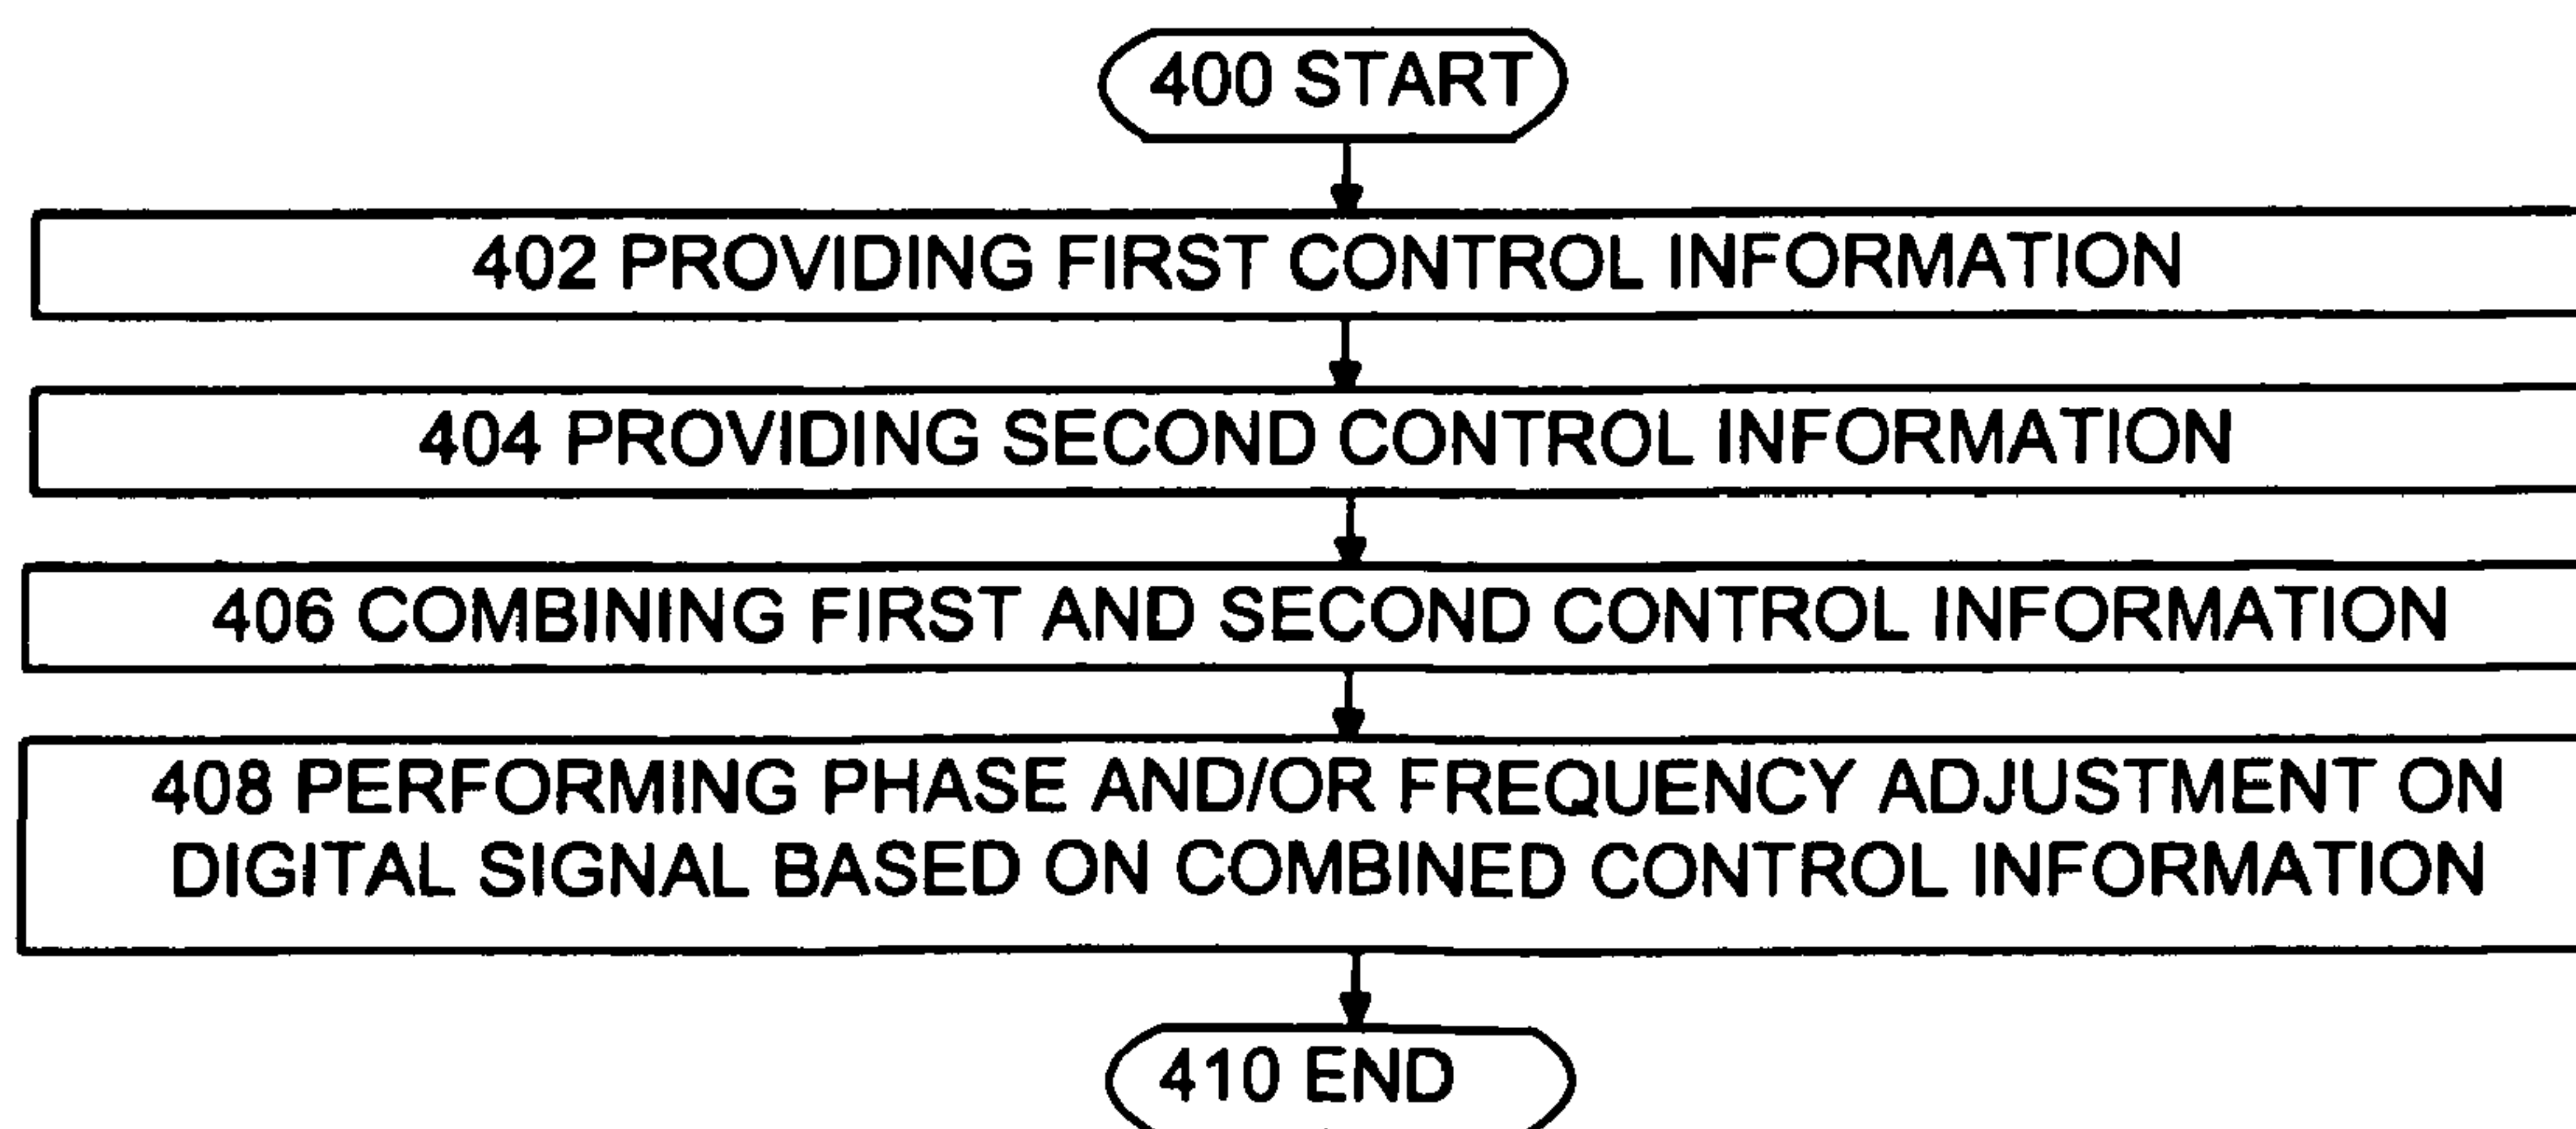 400 START
402 PROVIDING FIRST CONTROL INFORMATION
404 PROVIDING SECOND CONTROL INFORMATION
406 COMBINING FIRST AND SECOND CONTROL INFORMATION
408 PERFORMING PHASE AND/OR FREQUENCY ADJUSTMENT ON
DIGITAL SIGNAL BASED ON COMBINED CONTROL INFORMATION
410 END